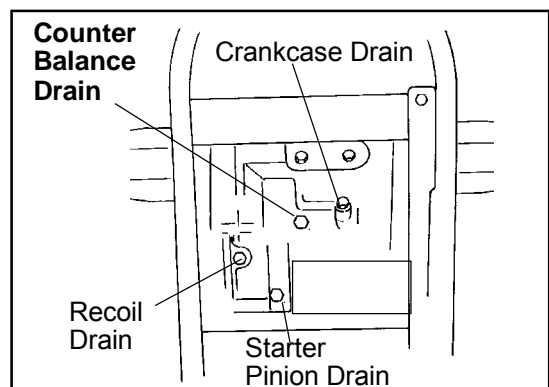 Counter
Balance
Drain
Crankcase Drain
Recoil
Drain
Starter
Pinion Drain